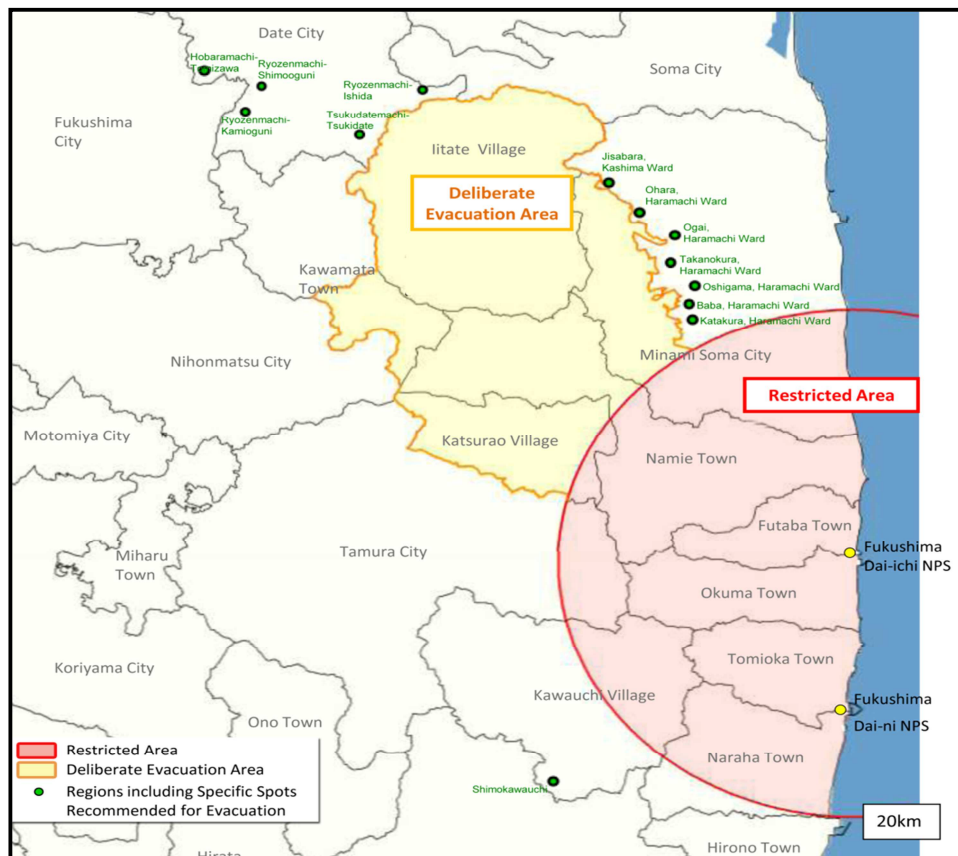 Date City
Hobaramachi-
Tomizawa
Ryozenmachi-
Shimooguni
Ryozenmachi-
Ishida
Soma City
Fukushima
City
Ryozenmachi-
Kamioguni
Tsukudatemachi-
Tsukidate
Iitate Village
Jisabara,
Kashima Ward
Deliberate
Evacuation Area
Ohara,
Haramachi Ward
Ogai,
Haramachi Ward
Takanokura,
Haramachi Ward
Kawamata
Town
Oshigama, Haramachi Ward
Baba, Haramachi Ward
Katakura, Haramachi Ward
Nihonmatsu City
Minami Soma City
Restricted Area
Motomiya City
Katsurao Village
Namie Town
Futaba Town
Miharu
Town
Tamura City
Fukushima
Dai-ichi NPS
Okuma Town
Koriyama City
Tomioka Town
Kawauchi Village
Fukushima
Dai-ni NPS
Ono Town
Naraha Town
Restricted Area
Deliberate Evacuation Area
Regions including Specific Spots
Recommended for Evacuation
Shimokawauchi
20km
Hirono Town
Hirata